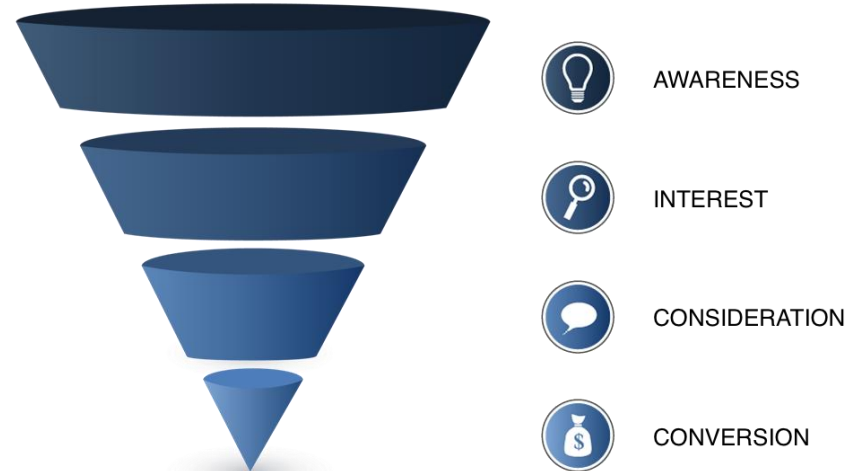 AWARENESS
INTEREST
CONSIDERATION
$
CONVERSION